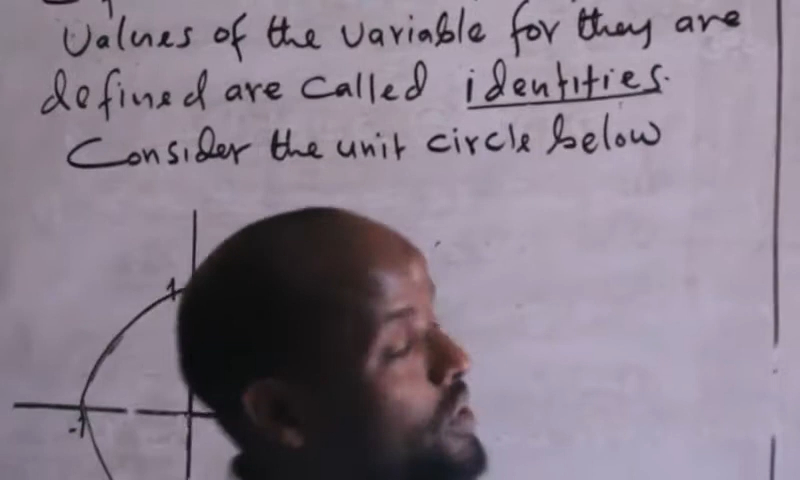 Values of the variable for they are
defined are called identities.
Consider the unit circle below
1
-1